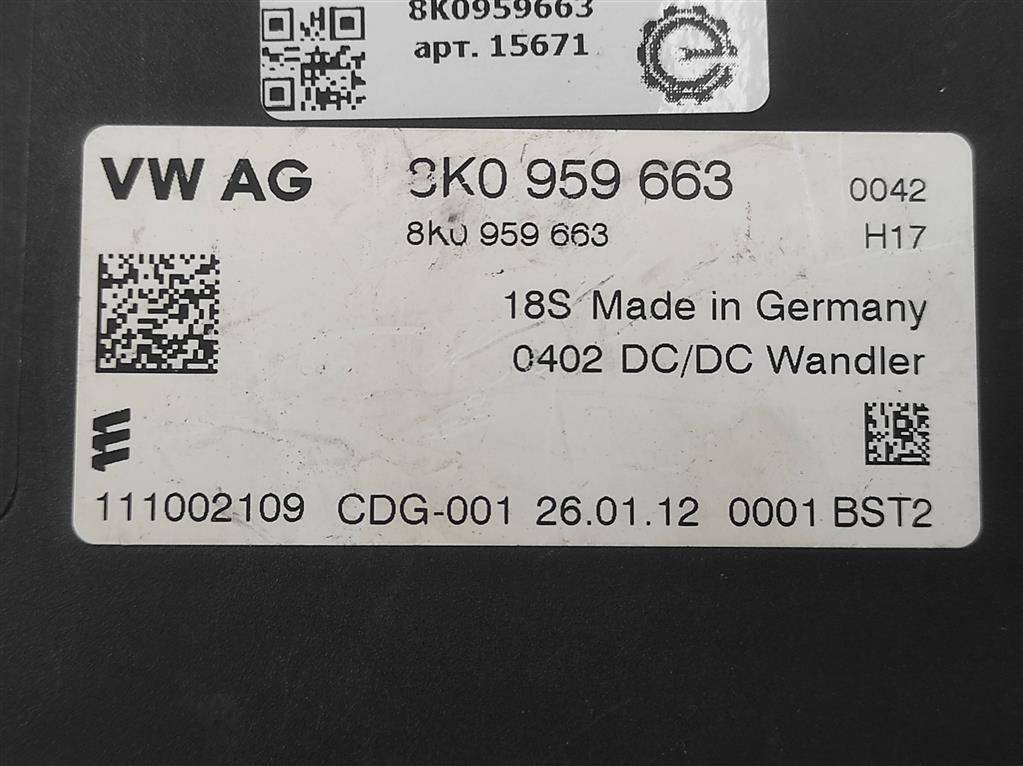 8K0959663
арт. 15671
VW AG 8K0 959 663 0042
8K0 959 663 H17
18S Made in Germany
0402 DC/DC Wandler
111002109 CDG-001 26.01.12 0001 BST2